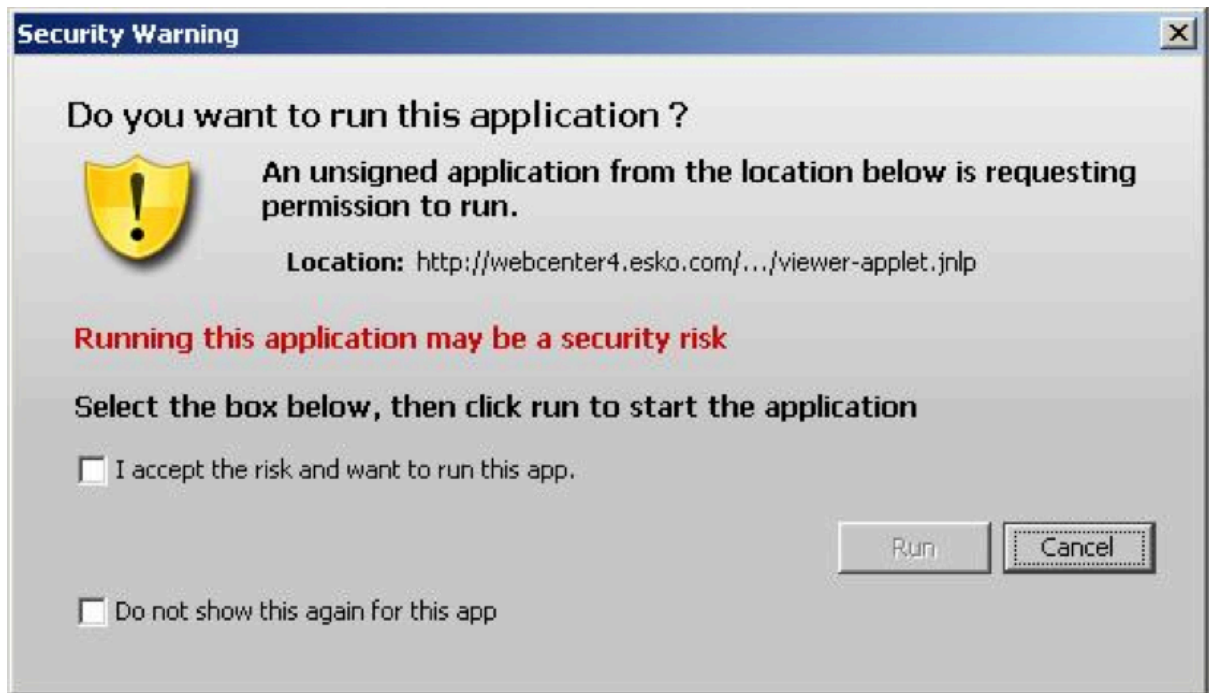 Security Warning
Do you want to run this application ?
An unsigned application from the location below is requesting
permission to run.
Location: http://webcenter4.esko.com/.../viewer-applet.jnlp
Running this application may be a security risk
Select the box below, then click run to start the application
I accept the risk and want to run this app.
Run Cancel
Do not show this again for this app